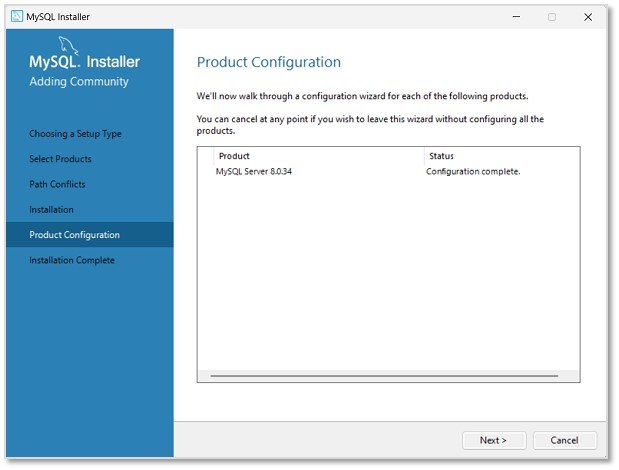 MySQL Installer
MySQL. Installer
Adding Community
Choosing a Setup Type
Select Products
Path Conflicts
Installation
Product Configuration
Installation Complete
Product Configuration
We'll now walk through a configuration wizard for each of the following products.
You can cancel at any point if you wish to leave this wizard without configuring all the
products.
Product Status
MySQL Server 8.0.34 Configuration complete.
Next > Cancel